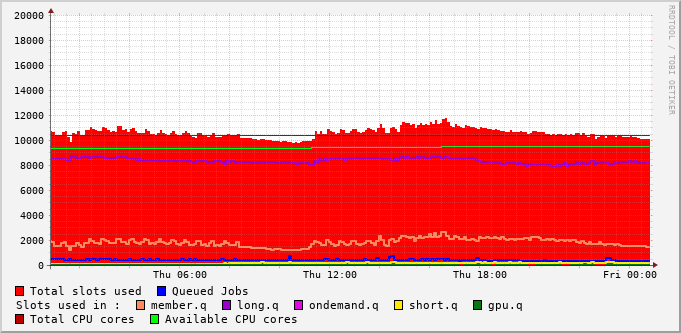 20000
18000
16000
14000
12000
10000
8000
6000
4000
2000
0
Thu 06:00 Thu 12:00 Thu 18:00 Fri 00:00
RRDTOOL / TOBI OETIKER
Total slots used Queued Jobs
Slots used in : member.q long.q ondemand.q short.q gpu.q
Total CPU cores Available CPU cores